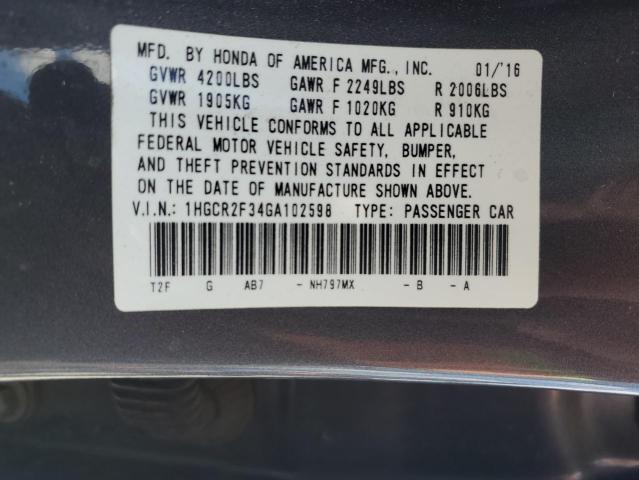 MFD. BY HONDA OF AMERICA MFG., INC. 01/'16
GVWR 4200LBS GAWR F 2249LBS R 2006LBS
GVWR 1905KG GAWR F 1020KG R 910KG
THIS VEHICLE CONFORMS TO ALL APPLICABLE
FEDERAL MOTOR VEHICLE SAFETY, BUMPER,
AND THEFT PREVENTION STANDARDS IN EFFECT
ON THE DATE OF MANUFACTURE SHOWN ABOVE.
V.I.N.: 1HGCR2F34GA102598 TYPE: PASSENGER CAR
T2F G AB7 - NH797MX - B - A